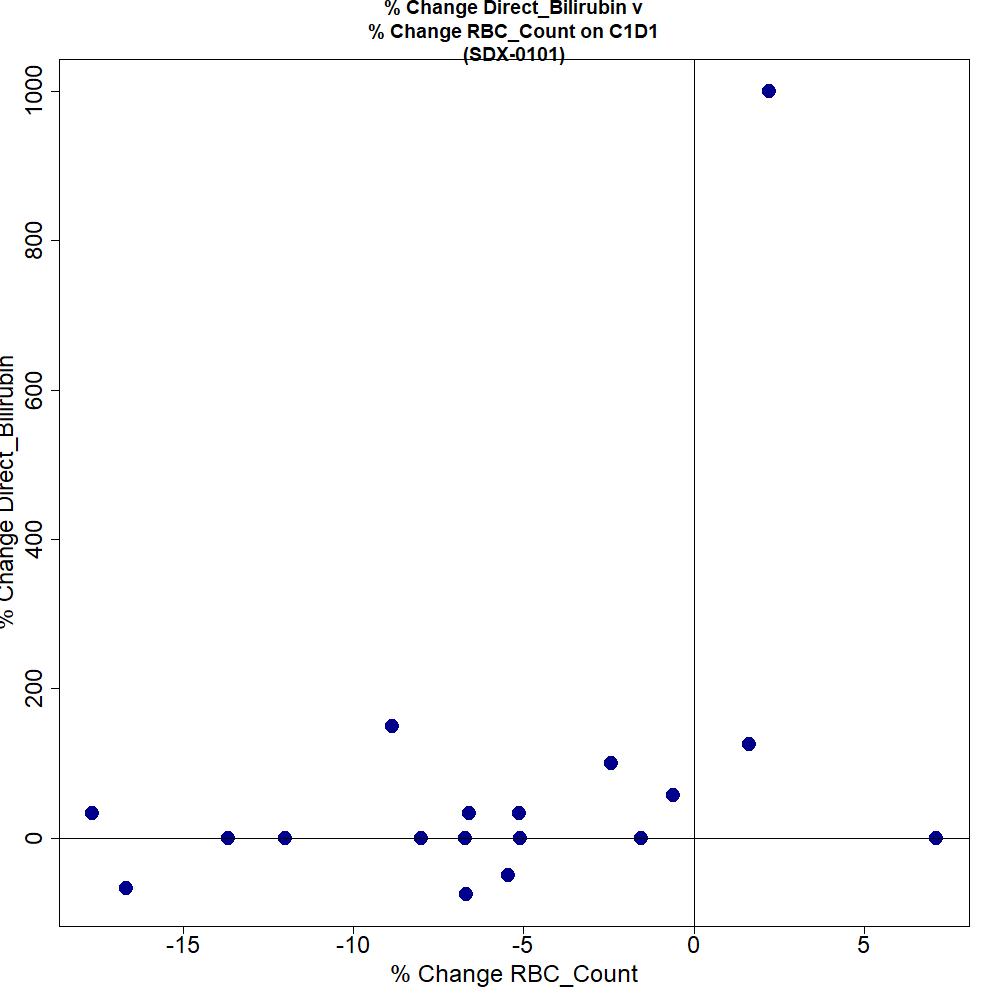 % Change Direct_Bilirubin v
% Change RBC_Count on C1D1
(SDX-0101)
1000
800
600
400
200
0
% Change Direct_Bilirubin
-15
-10
-5
0
5
% Change RBC_Count